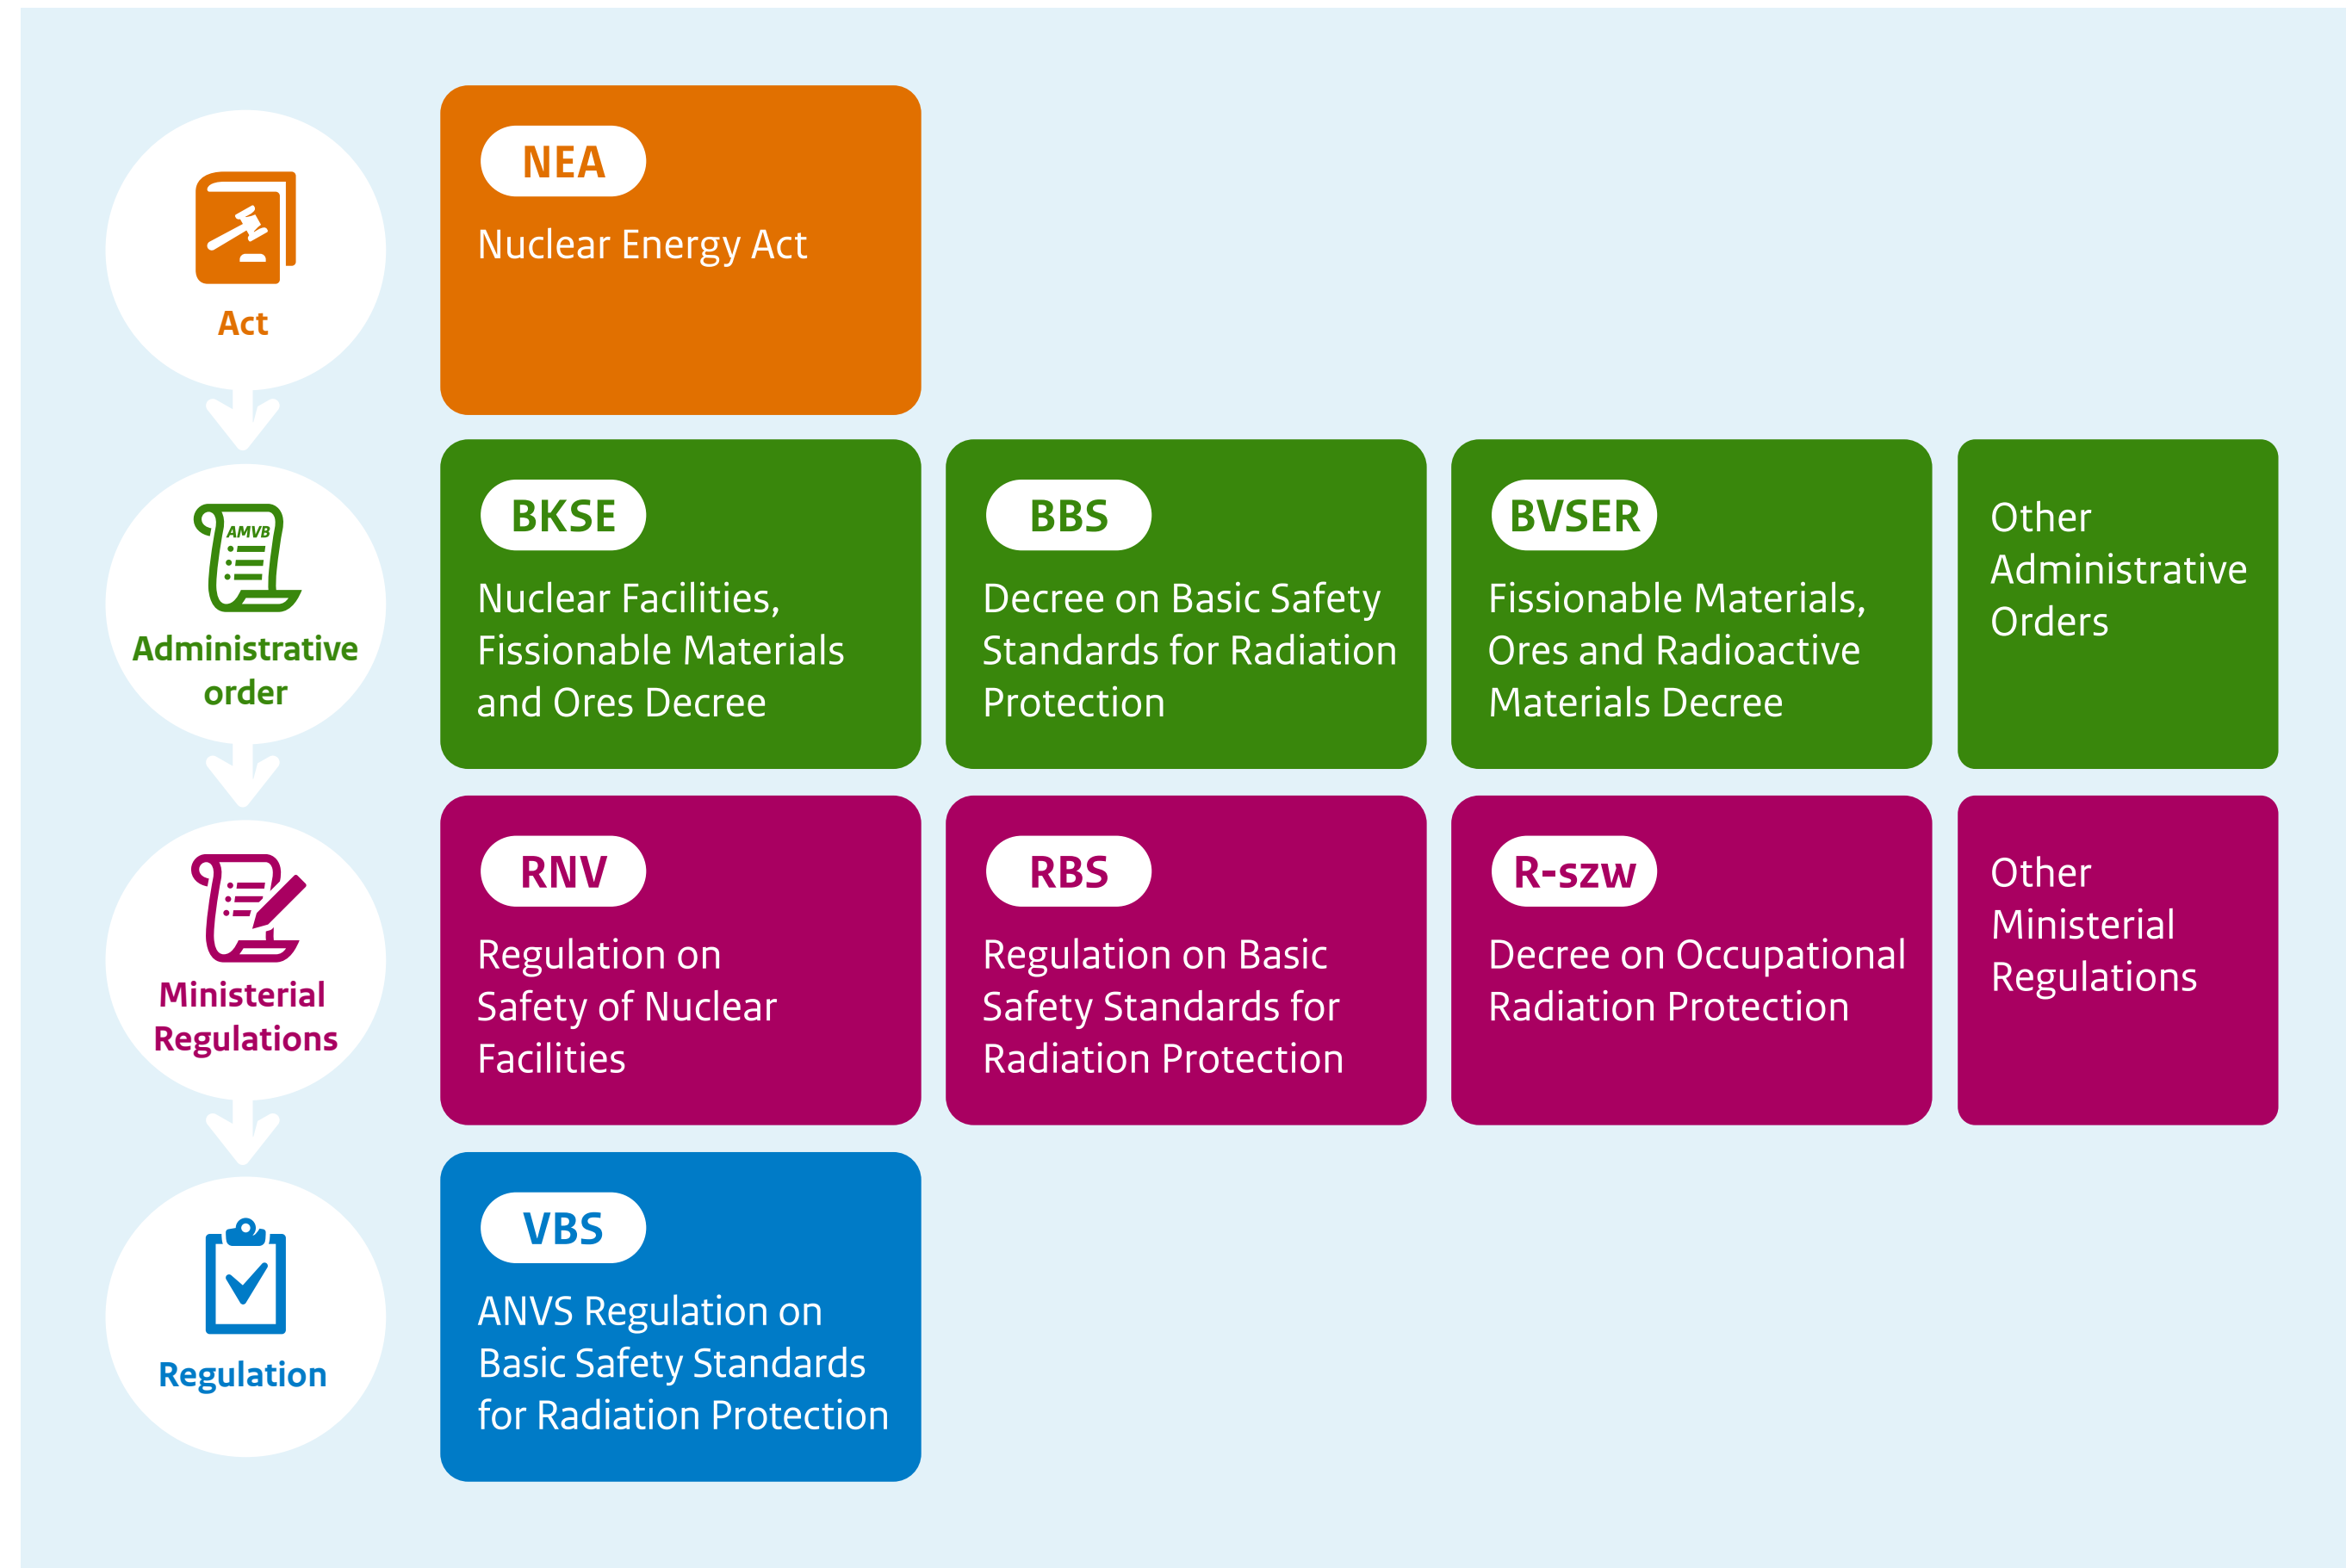 Act
NEA
Nuclear Energy Act
AMVB
Administrative
order
BKSE
Nuclear Facilities,
Fissionable Materials
and Ores Decree
BBS
Decree on Basic Safety
Standards for Radiation
Protection
BVSER
Fissionable Materials,
Ores and Radioactive
Materials Decree
Other
Administrative
Orders
Ministerial
Regulations
RNV
Regulation on
Safety of Nuclear
Facilities
RBS
Regulation on Basic
Safety Standards for
Radiation Protection
R-szw
Decree on Occupational
Radiation Protection
Other
Ministerial
Regulations
Regulation
VBS
ANVS Regulation on
Basic Safety Standards
for Radiation Protection